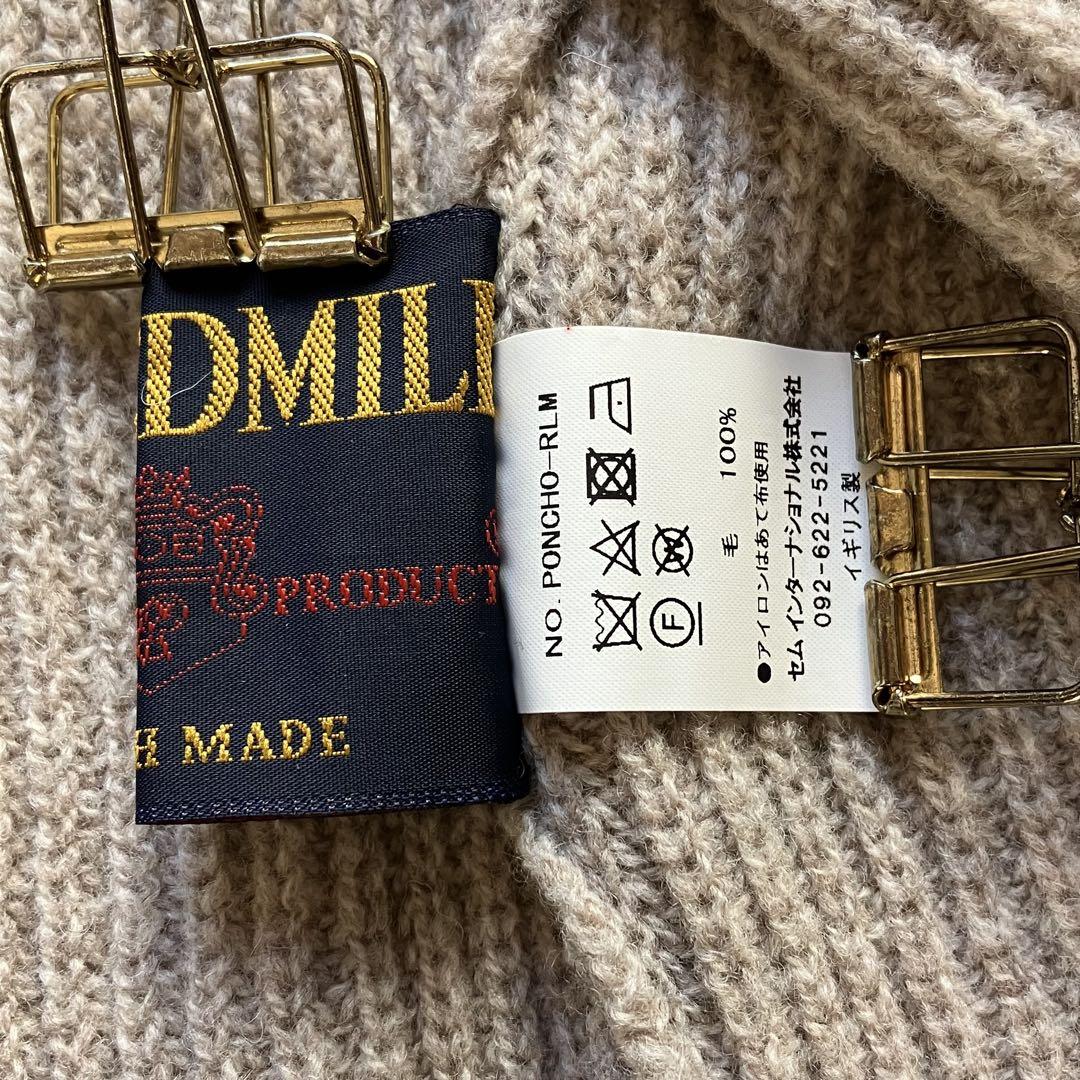 DMILL
PRODUCT
H MADE
NO. PONCHO-RLM
F
W
毛 100%
●アイロンはあて布使用
セム インターナショナル株式会社
092-622-5221
イギリス製